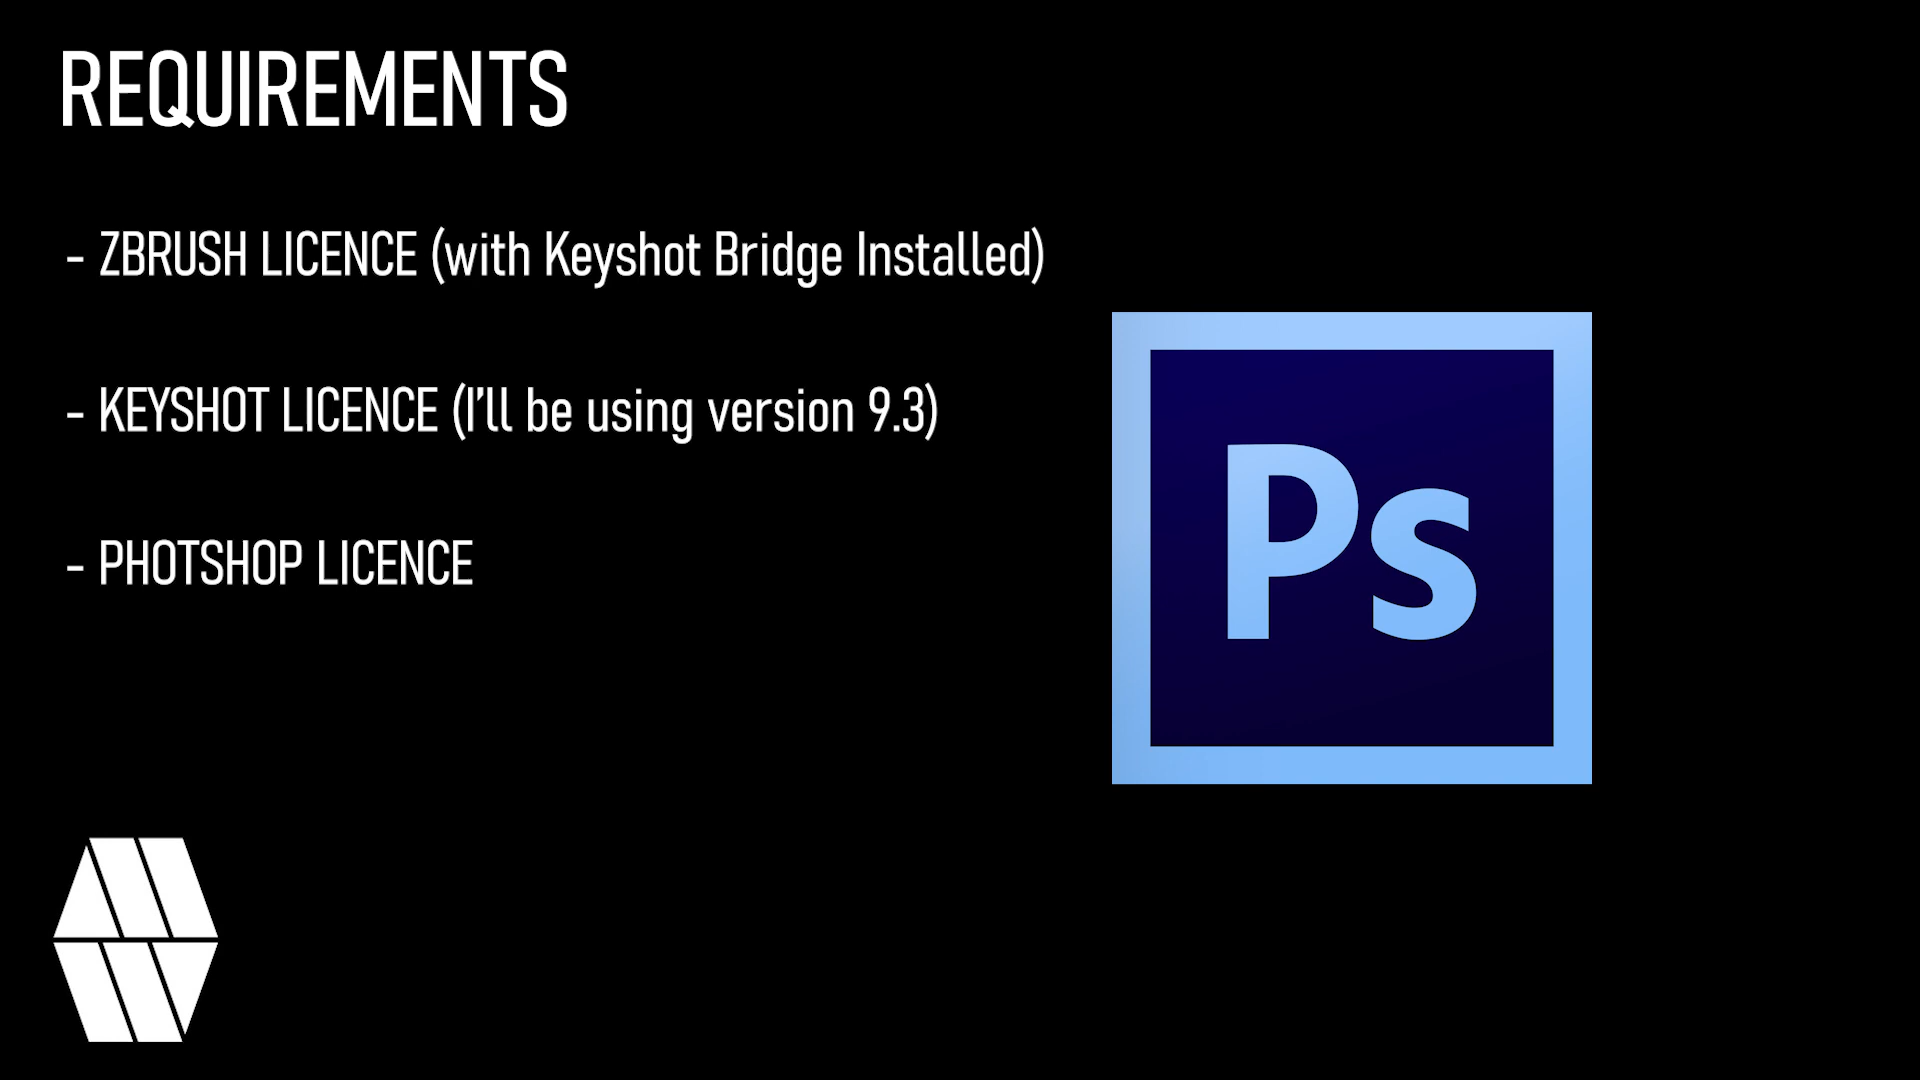 REQUIREMENTS
- ZBRUSH LICENCE (with Keyshot Bridge Installed)
- KEYSHOT LICENCE (I'll be using version 9.3)
- PHOTSHOP LICENCE
Ps